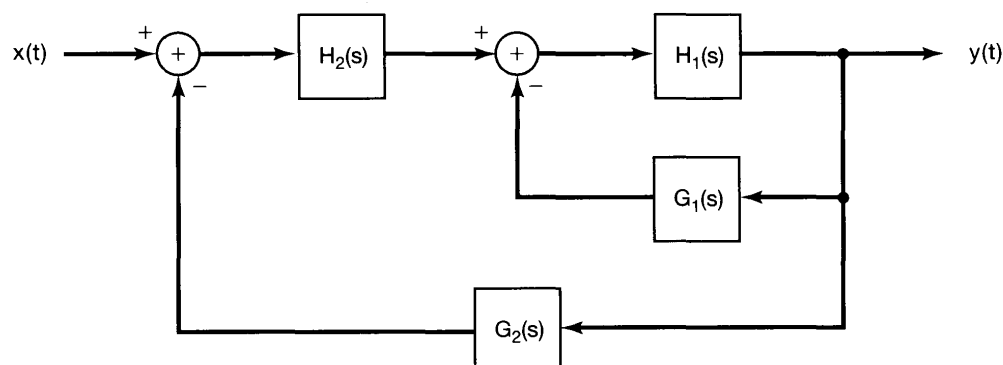 x(t) + + − H₂(s) + + − H₁(s) y(t)
G₁(s)
G₂(s)